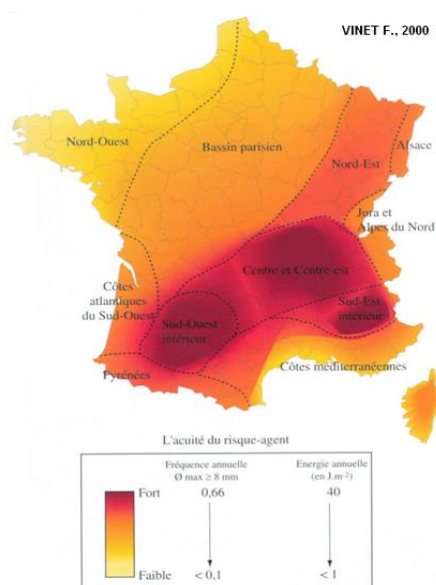 VINET F., 2000
Nord-Ouest
Bassin parisien
Alsace
Nord-Est
Jura et
Alpes du Nord
Centre et Centre-est
Côtes
atlantiques
du Sud-Ouest
Sud-Est
intérieur
Sud-Ouest
intérieur
Côtes méditerranéennes
Pyrénées
L'acuité du risque-agent
Fréquence annuelle
Ø max ≥ 8 mm
Energie annuelle
(en J.m-²)
Fort
0,66
40
Faible
< 0,1
< 1